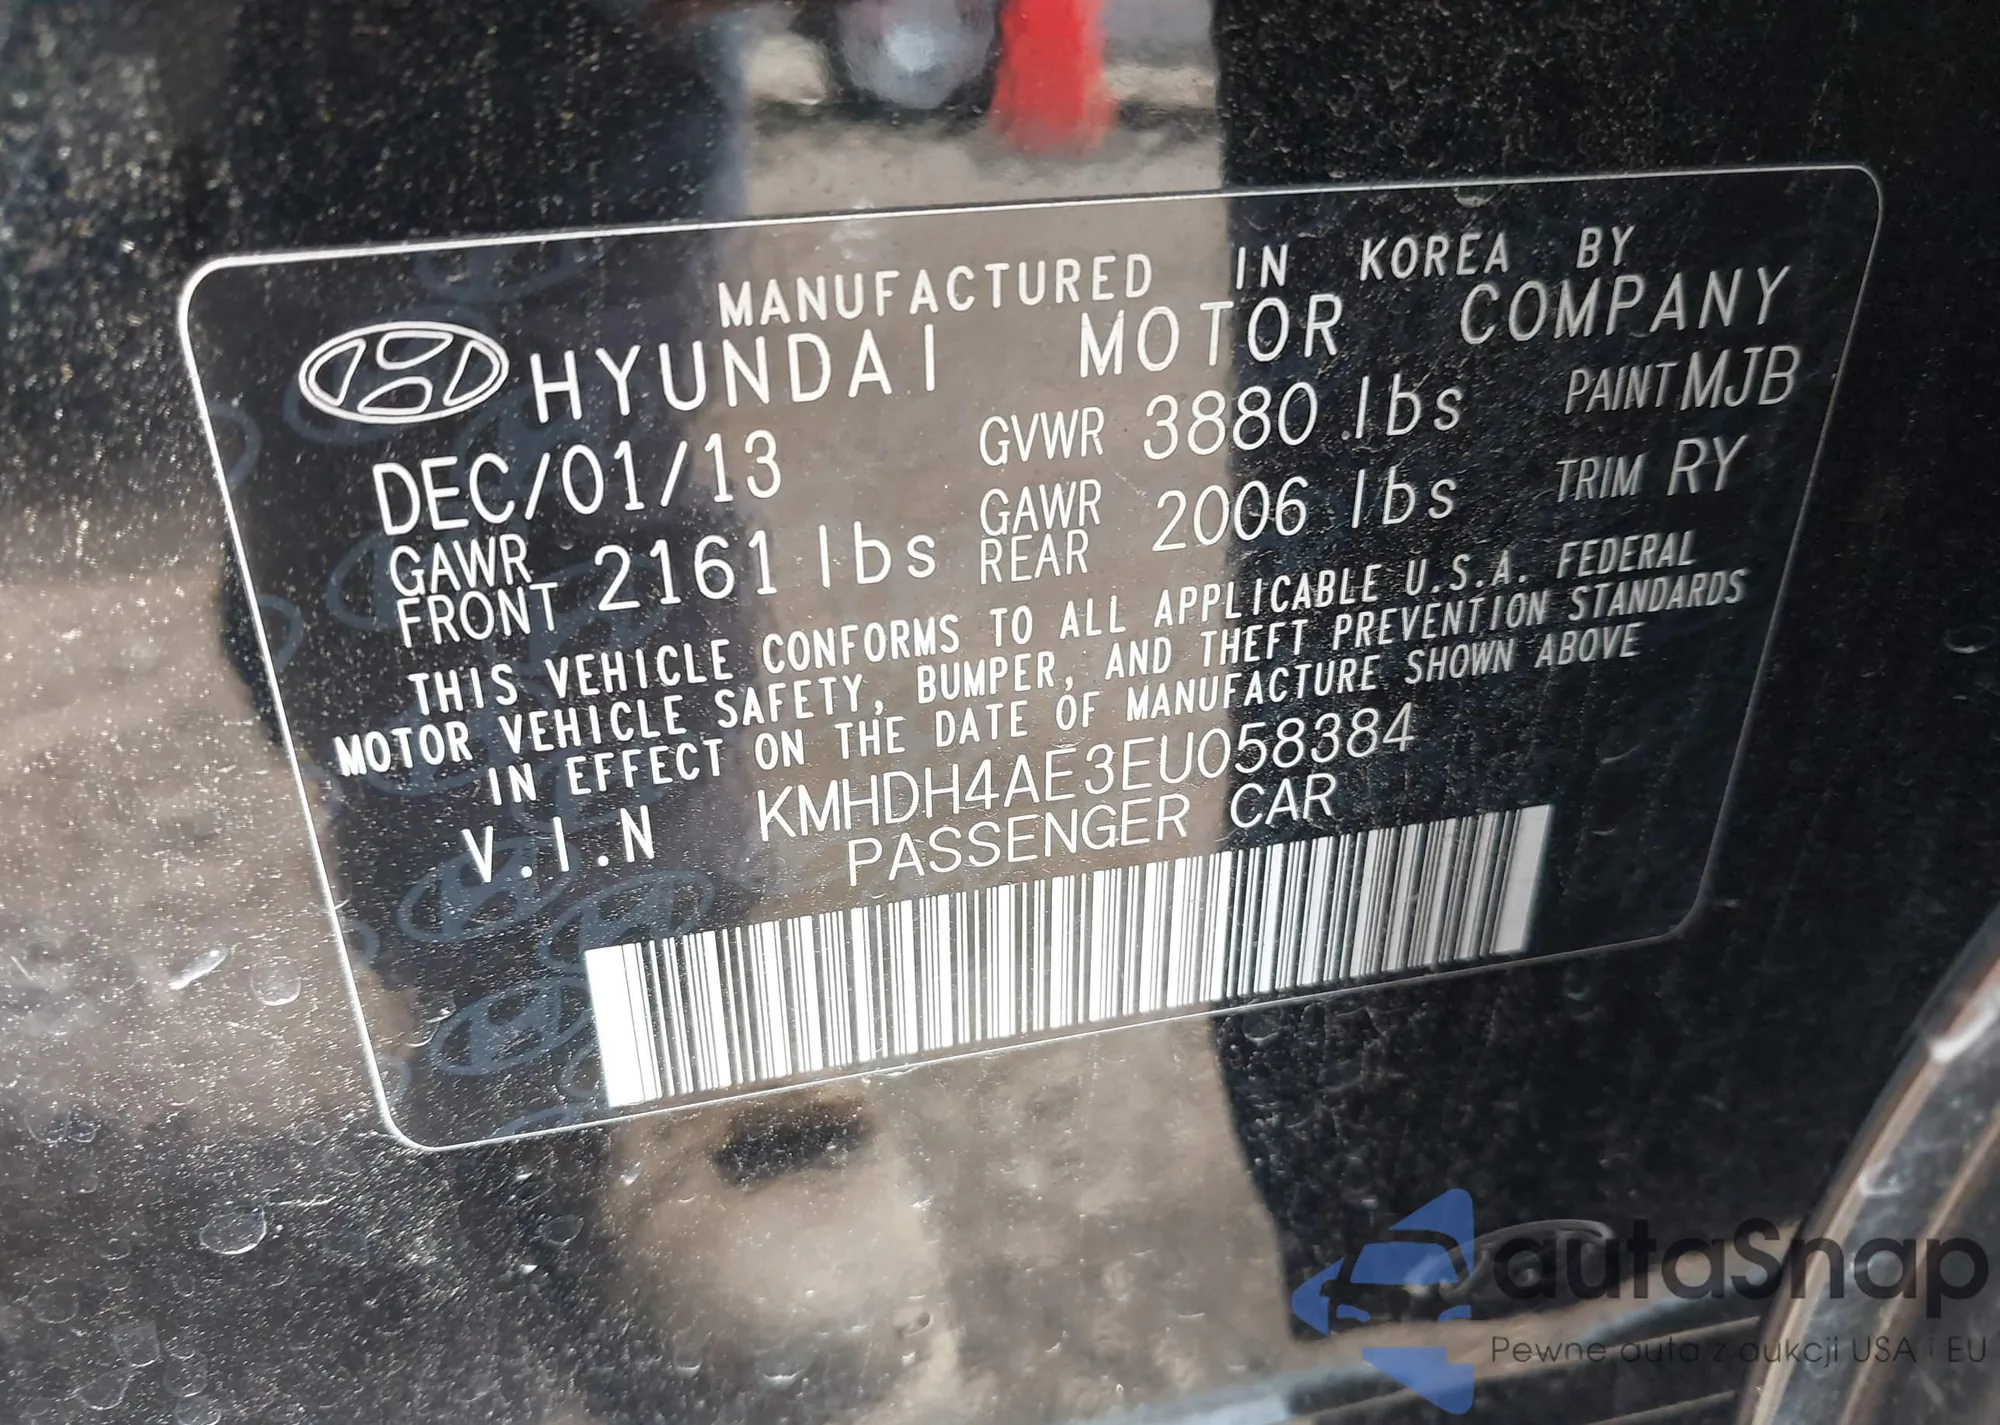 MANUFACTURED IN KOREA BY
HYUNDAI MOTOR COMPANY
DEC/01/13 GVWR 3880 lbs PAINT MJB
GAWR FRONT 2161 lbs GAWR REAR 2006 lbs TRIM RY
THIS VEHICLE CONFORMS TO ALL APPLICABLE U.S.A. FEDERAL
MOTOR VEHICLE SAFETY, BUMPER, AND THEFT PREVENTION STANDARDS
IN EFFECT ON THE DATE OF MANUFACTURE SHOWN ABOVE
V.I.N KMHDH4AE3EU058384
PASSENGER CAR
autaSnap
Pewne auta z aukcji USA i EU